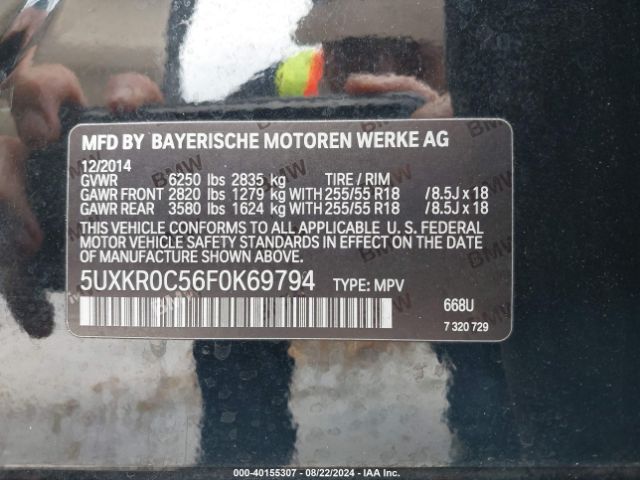 MFD BY BAYERISCHE MOTOREN WERKE AG
12/2014
GVWR 6250 lbs 2835 kg TIRE / RIM
GAWR FRONT 2820 lbs 1279 kg WITH 255/55 R18 / 8.5J x 18
GAWR REAR 3580 lbs 1624 kg WITH 255/55 R18 / 8.5J x 18
THIS VEHICLE CONFORMS TO ALL APPLICABLE U. S. FEDERAL
MOTOR VEHICLE SAFETY STANDARDS IN EFFECT ON THE DATE
OF MANUFACTURE SHOWN ABOVE.
5UXKR0C56F0K69794 TYPE: MPV
668U
7 320 729
000-40155307 - 08/22/2024 - IAA Inc.